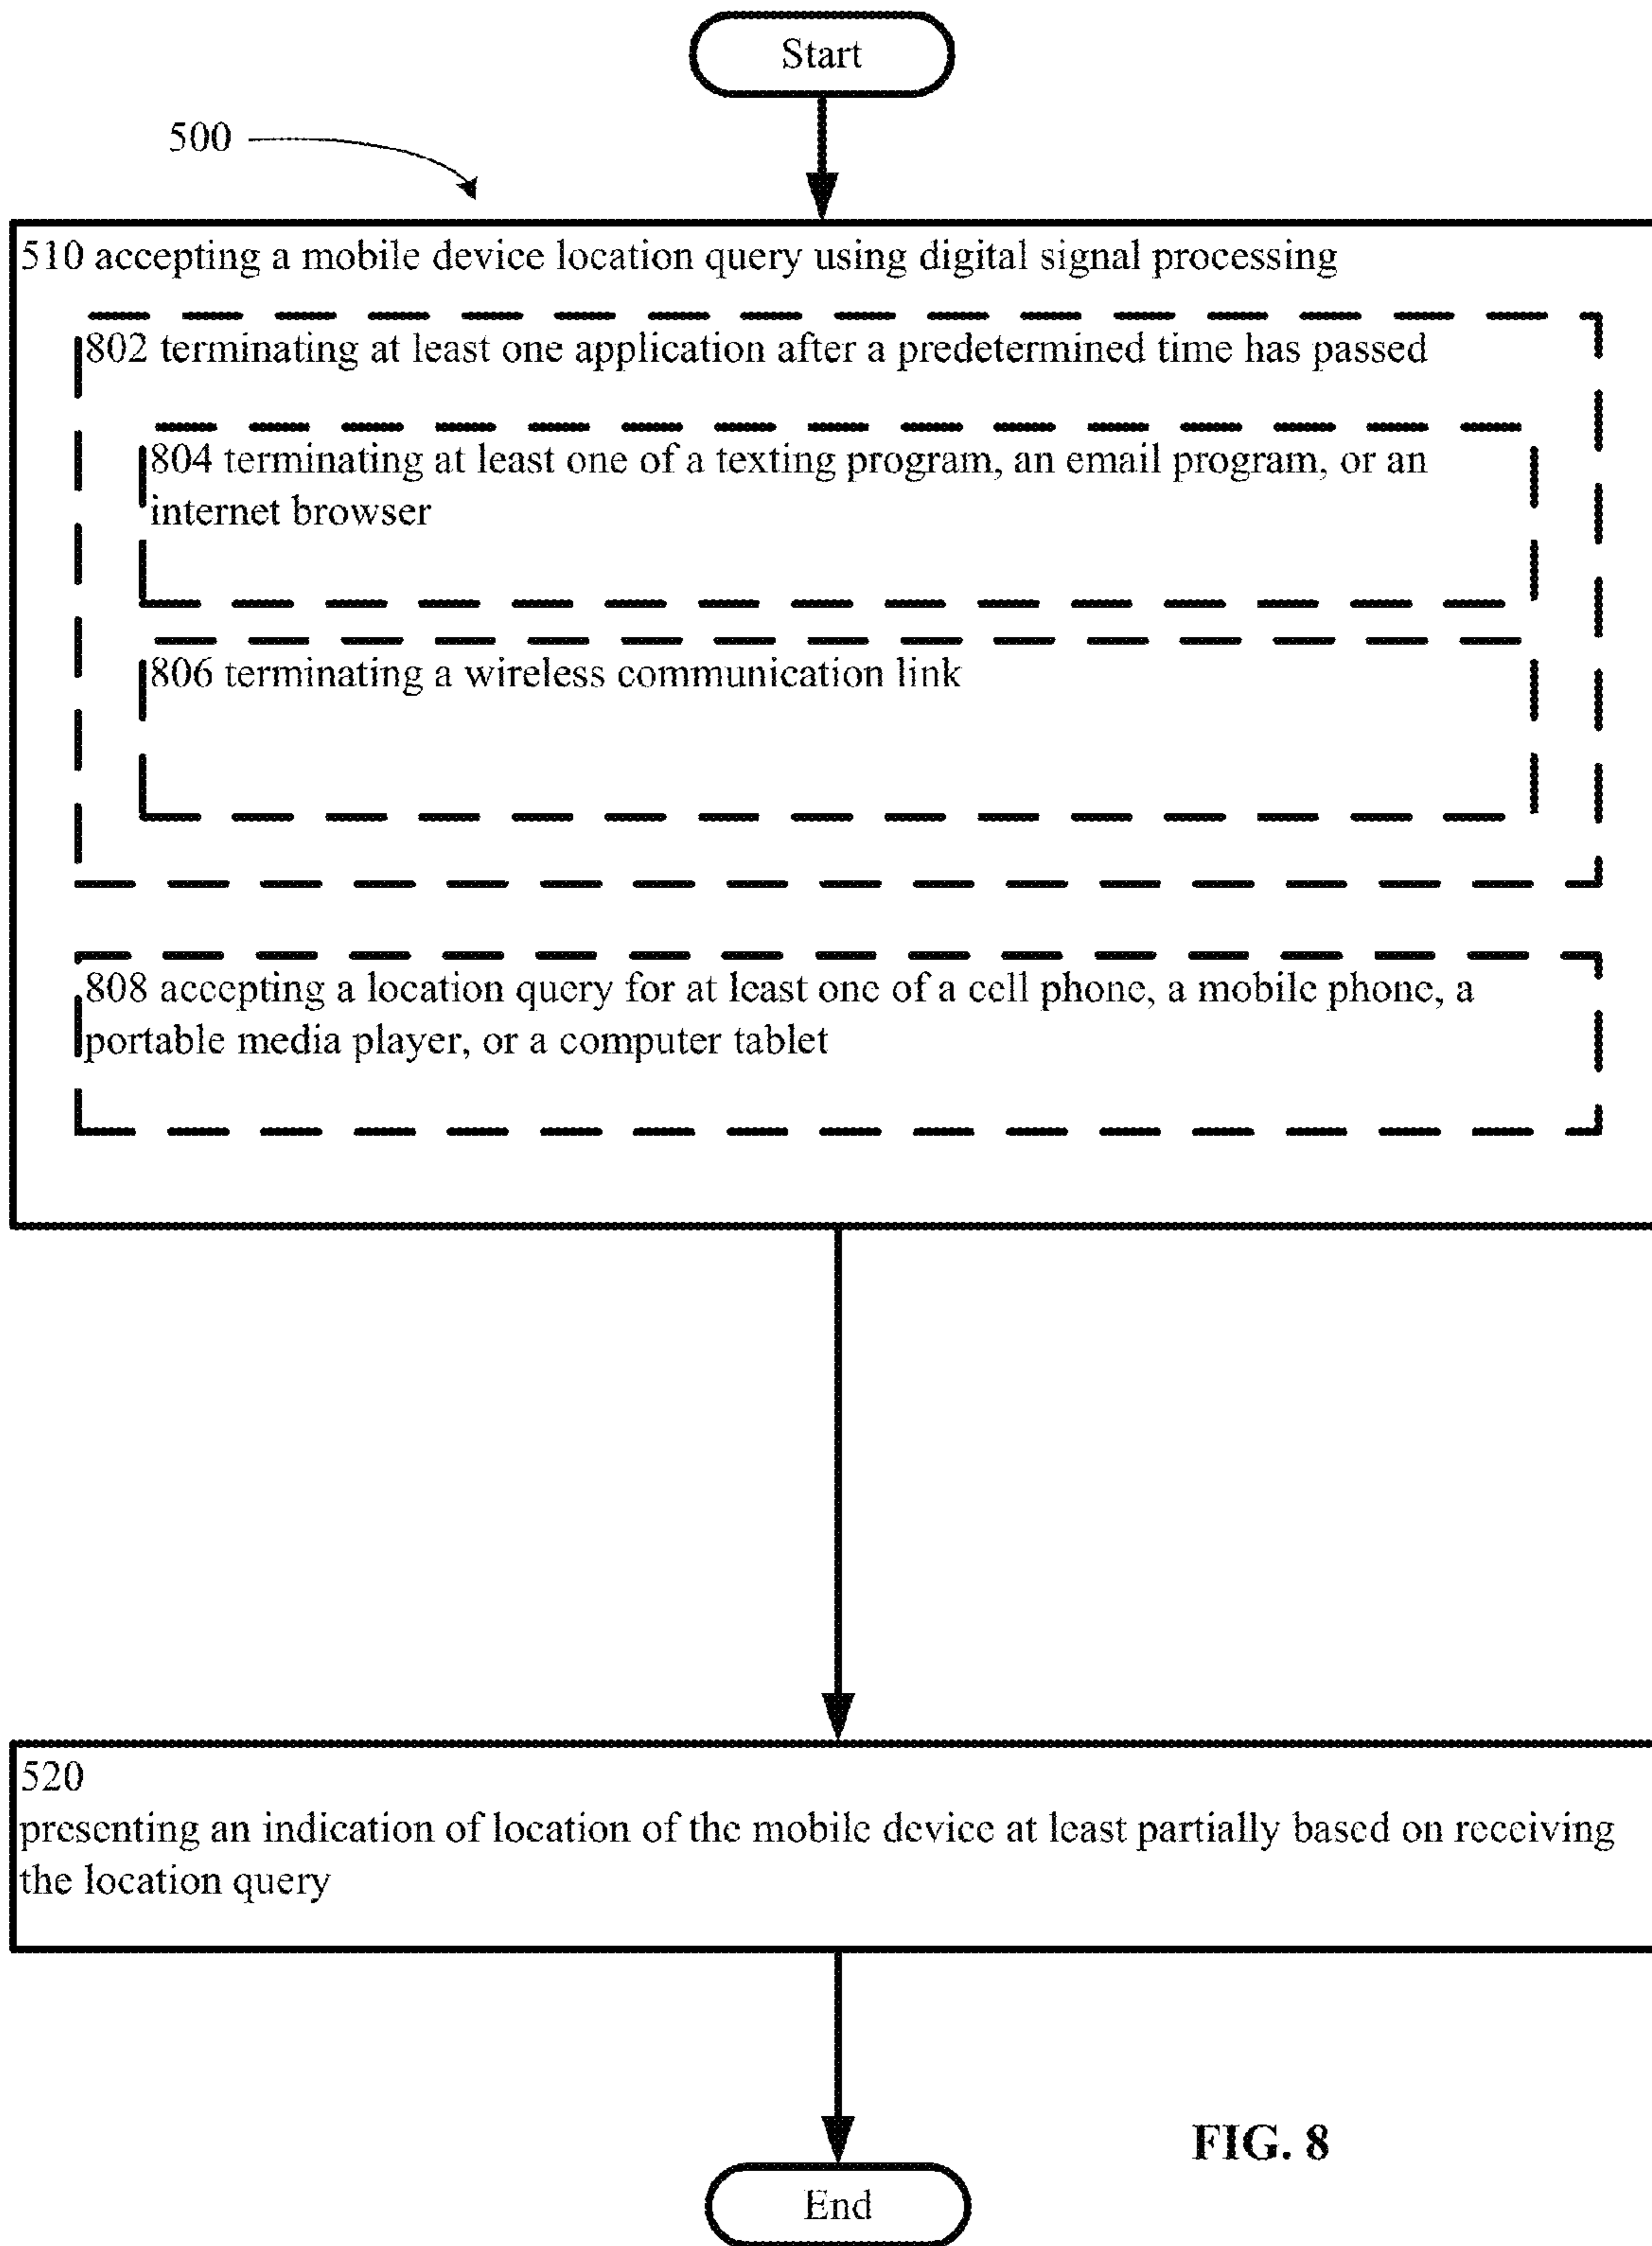 Start
500
510 accepting a mobile device location query using digital signal processing
802 terminating at least one application after a predetermined time has passed
804 terminating at least one of a texting program, an email program, or an
internet browser
806 terminating a wireless communication link
808 accepting a location query for at least one of a cell phone, a mobile phone, a
portable media player, or a computer tablet
520
presenting an indication of location of the mobile device at least partially based on receiving
the location query
FIG. 8
End